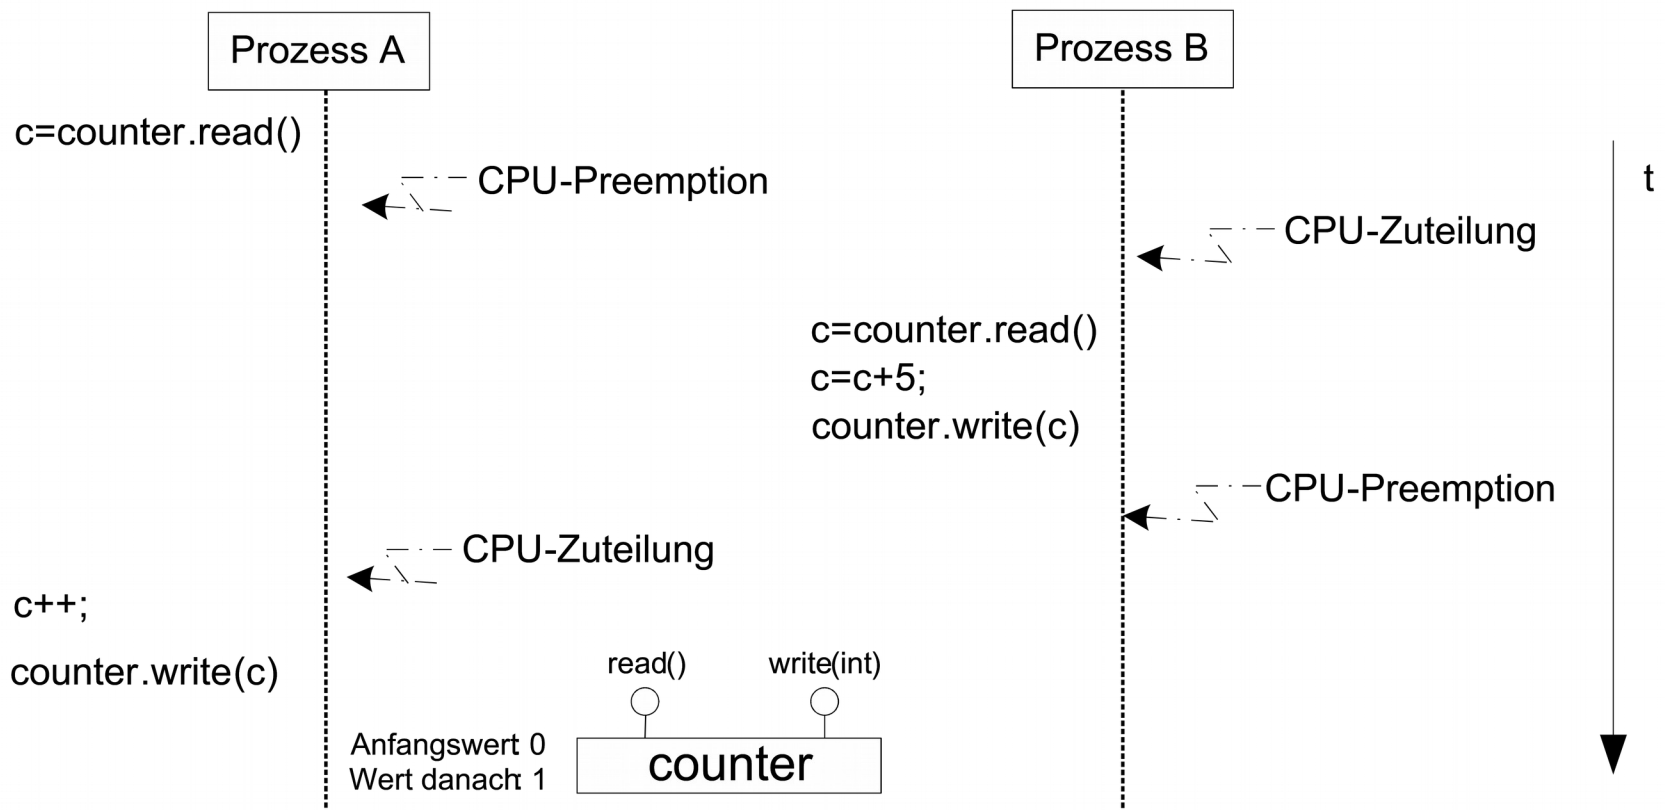 Prozess A
Prozess B
c=counter.read()
CPU-Preemption
t
CPU-Zuteilung
c=counter.read()
c=c+5;
counter.write(c)
CPU-Preemption
CPU-Zuteilung
c++;
counter.write(c)
read()
write(int)
Anfangswert: 0
Wert danach: 1
counter